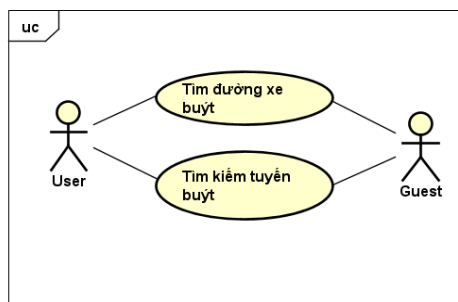 uc
Tìm đường xe
buýt
User
Tìm kiếm tuyến
buýt
Guest